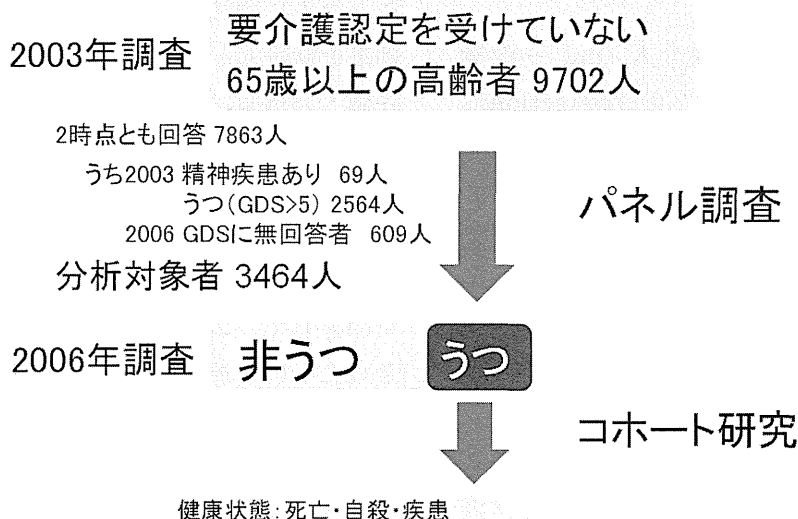 2003年調査
要介護認定を受けていない
65歳以上の高齢者 9702人
2時点とも回答 7863人
うち2003 精神疾患あり 69人
うつ(GDS>5) 2564人
2006 GDSに無回答者 609人
分析対象者 3464人
パネル調査
2006年調査
非うつ
うつ
コホート研究
健康状態:死亡・自殺・疾患